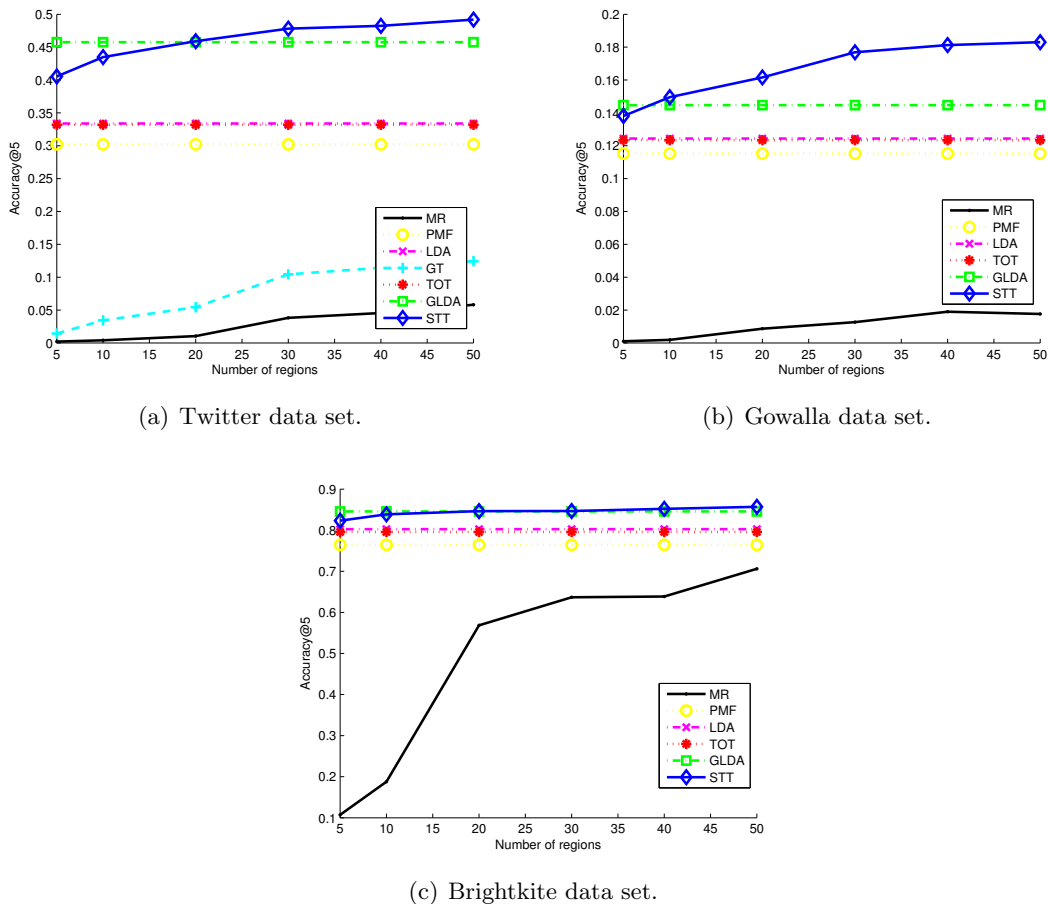 0.5
0.45
0.4
0.35
0.3
0.25
0.2
0.15
0.1
0.05
0
Accuracy@5
5 10 15 20 25 30 35 40 45 50
Number of regions
MR
PMF
LDA
GT
TOT
GLDA
STT
(a) Twitter data set.
0.2
0.18
0.16
0.14
0.12
0.1
0.08
0.06
0.04
0.02
0
Accuracy@5
5 10 15 20 25 30 35 40 45 50
Number of regions
MR
PMF
LDA
TOT
GLDA
STT
(b) Gowalla data set.
0.9
0.8
0.7
0.6
0.5
0.4
0.3
0.2
0.1
Accuracy@5
5 10 15 20 25 30 35 40 45 50
Number of regions
MR
PMF
LDA
TOT
GLDA
STT
(c) Brightkite data set.